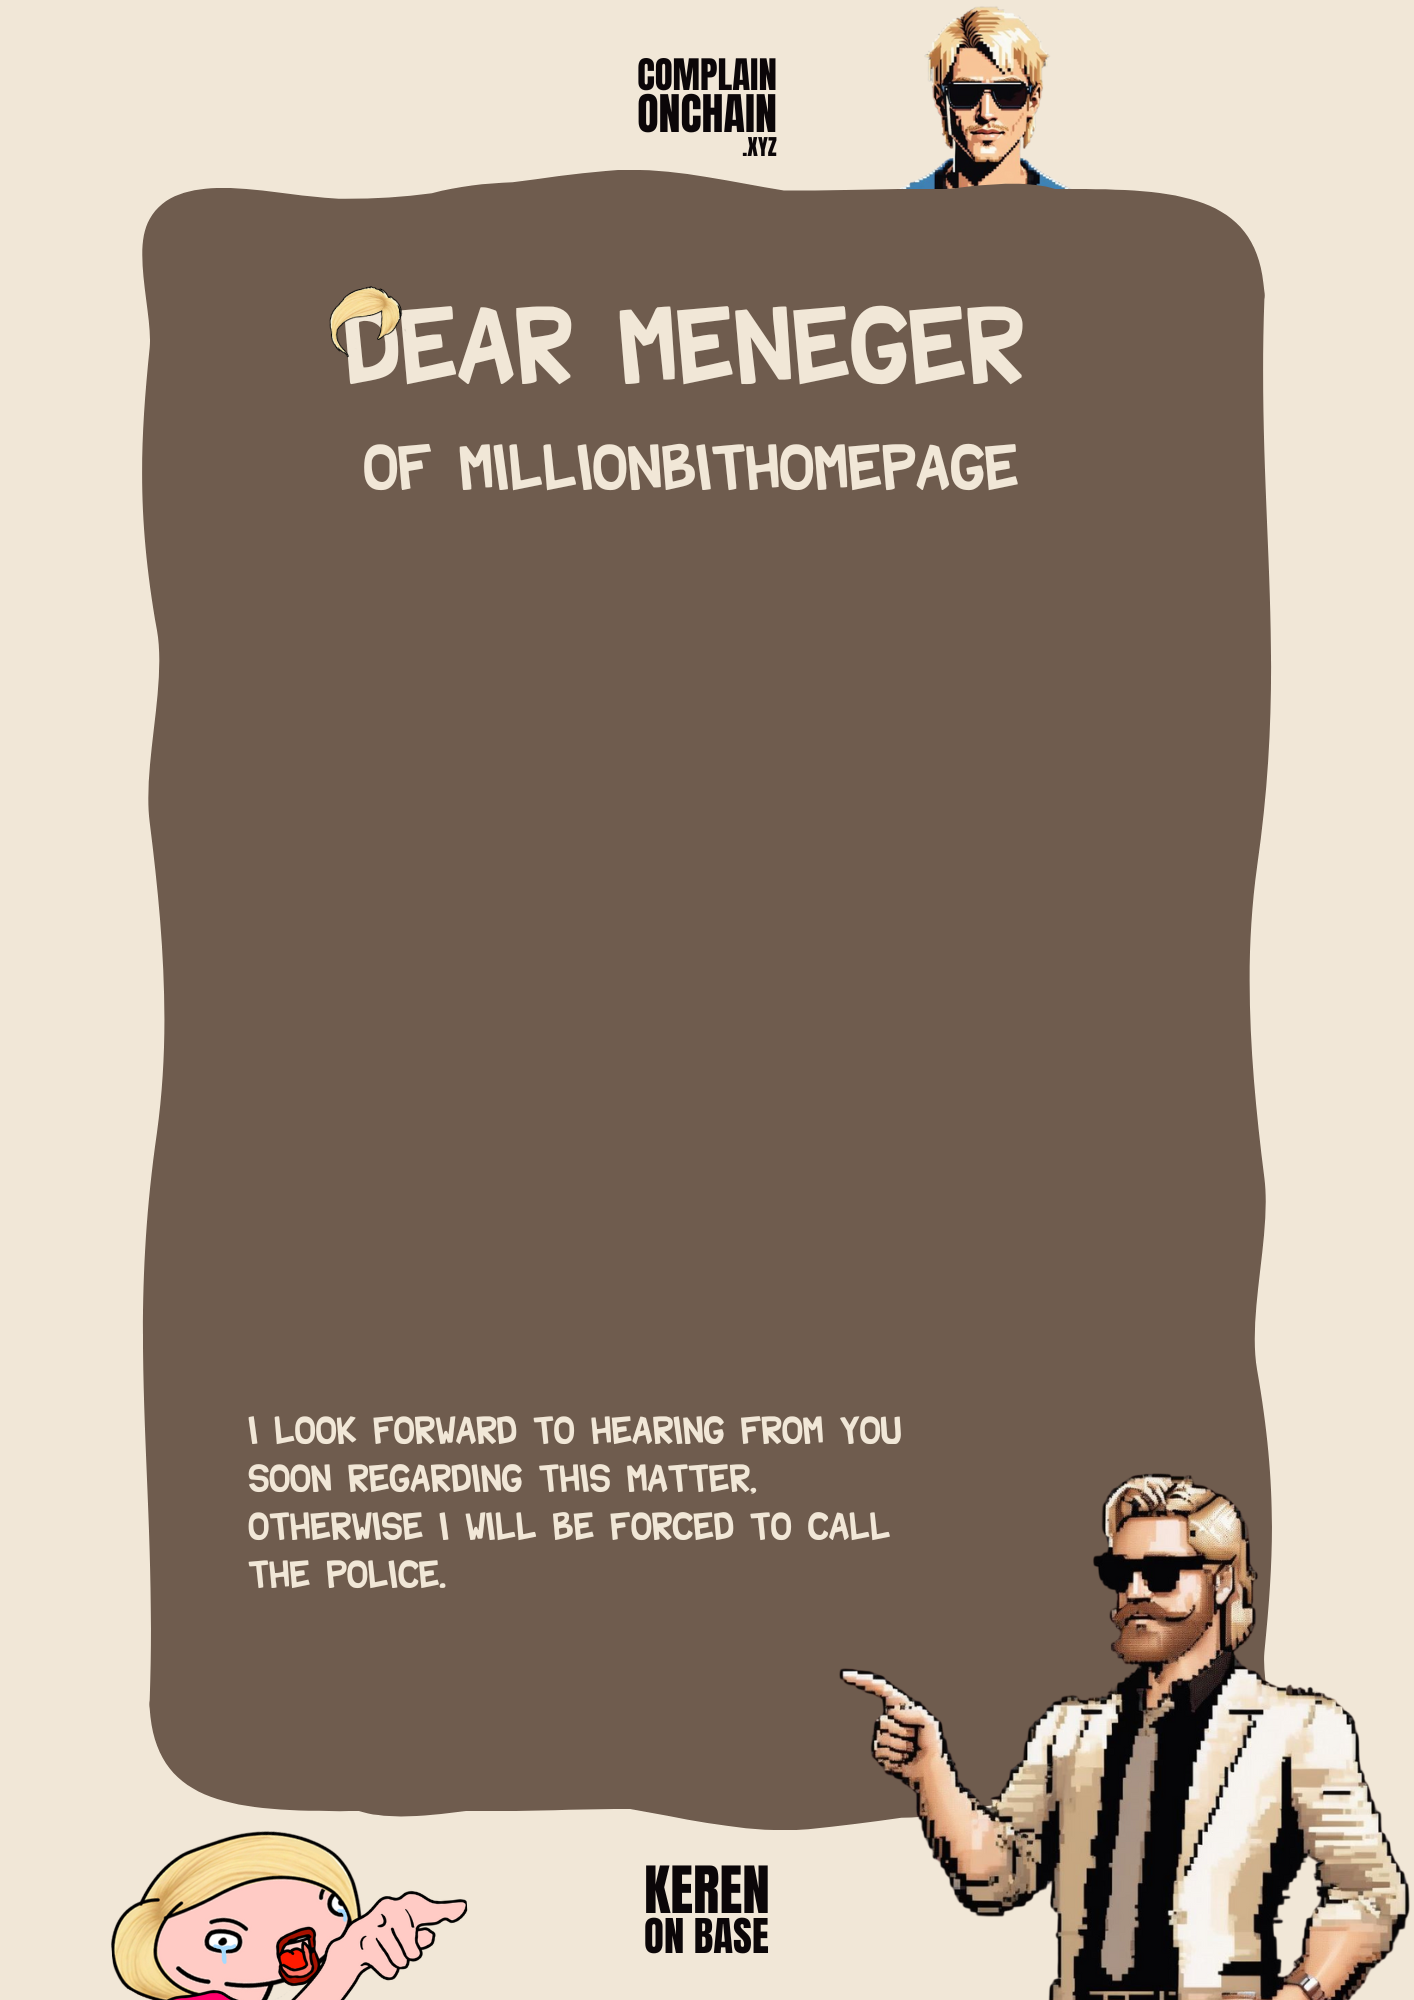 COMPLAIN
ONCHAIN
.XYZ
DEAR MENEGER
OF MILLIONBITHOMEPAGE
I LOOK FORWARD TO HEARING FROM YOU
SOON REGARDING THIS MATTER.
OTHERWISE I WILL BE FORCED TO CALL
THE POLICE.
KEREN
ON BASE